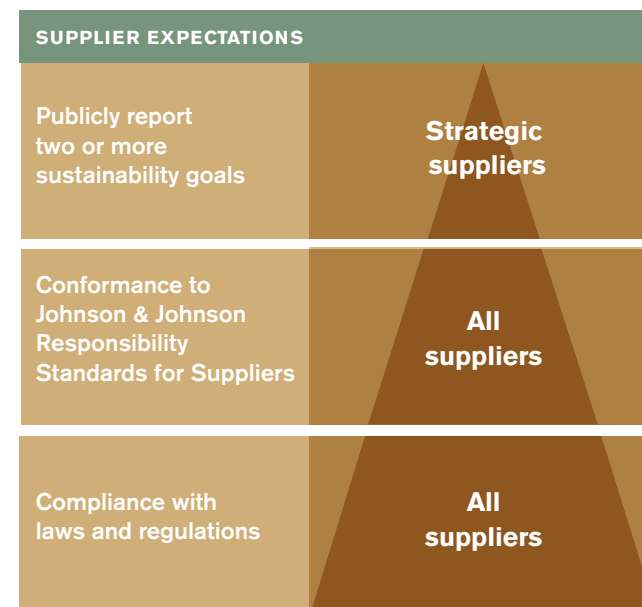 SUPPLIER EXPECTATIONS
Publicly report
two or more
sustainability goals
Strategic
suppliers
Conformance to
Johnson & Johnson
Responsibility
Standards for Suppliers
All
suppliers
Compliance with
laws and regulations
All
suppliers